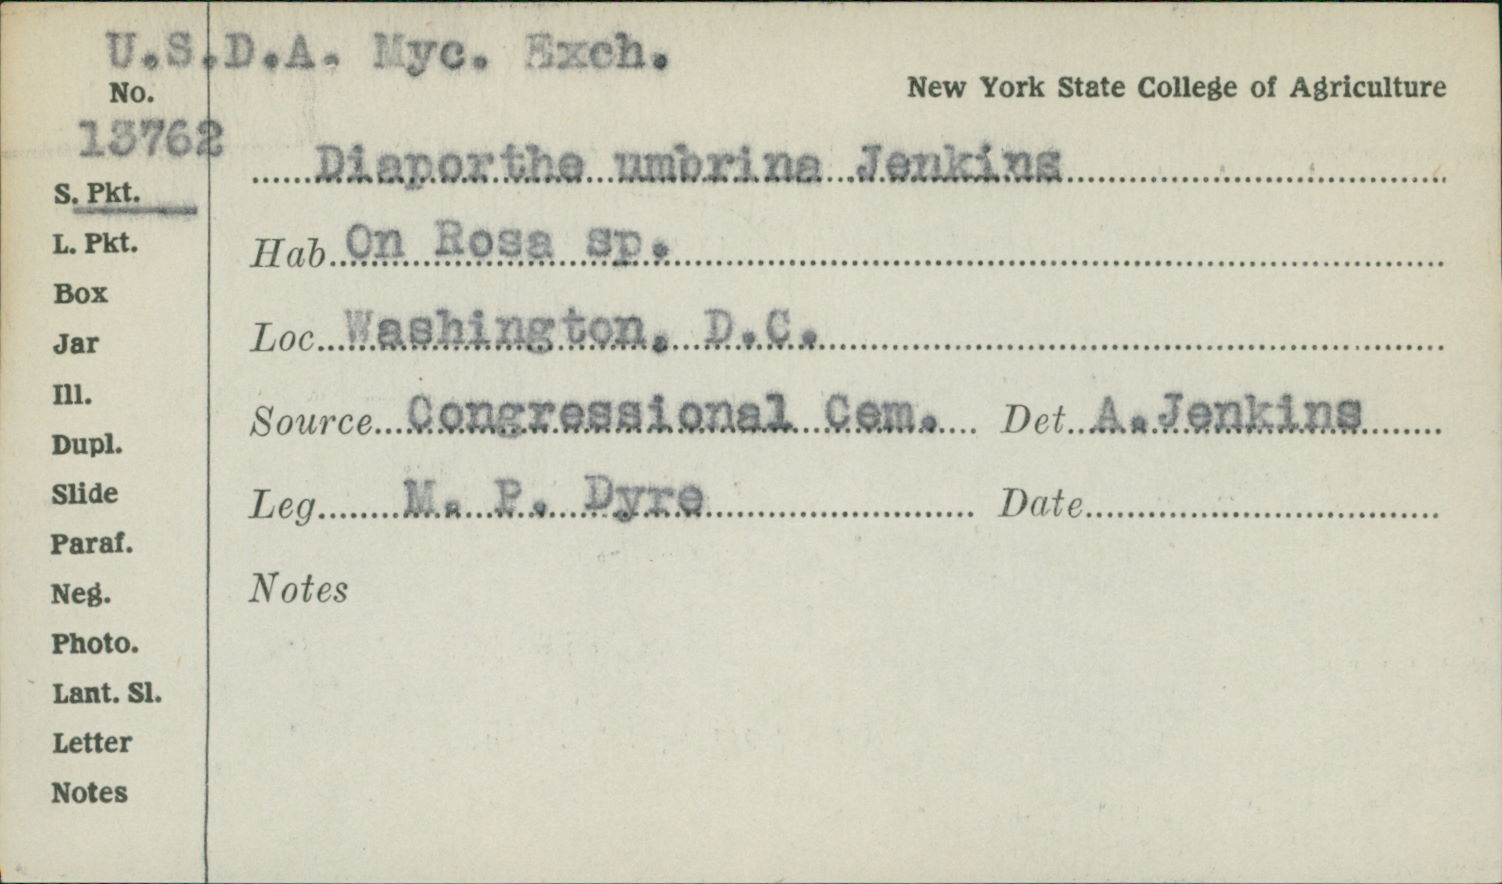 U.S.D.A. Myc. Exch.
No.
New York State College of Agriculture
13762
Diaporthe umbrina Jenkins
S. Pkt.
Hab. On Rosa sp.
L. Pkt.
Box
Loc. Washington, D.C.
Jar
Ill.
Source Congressional Cem. Det. A. Jenkins
Dupl.
Slide
Leg. M. P. Dyre Date
Paraf.
Neg.
Notes
Photo.
Lant. Sl.
Letter
Notes